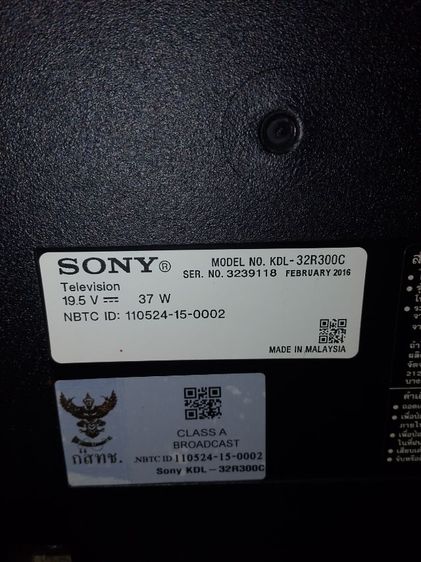 SONY®
MODEL NO. KDL-32R300C
SER. NO. 3239118 FEBRUARY 2016
Television
19.5 V ⎓ 37 W
NBTC ID: 110524-15-0002
MADE IN MALAYSIA
CLASS A
BROADCAST
กสทช.
.NBTC ID 110524-15-0002
Sony KDL - 32R300C